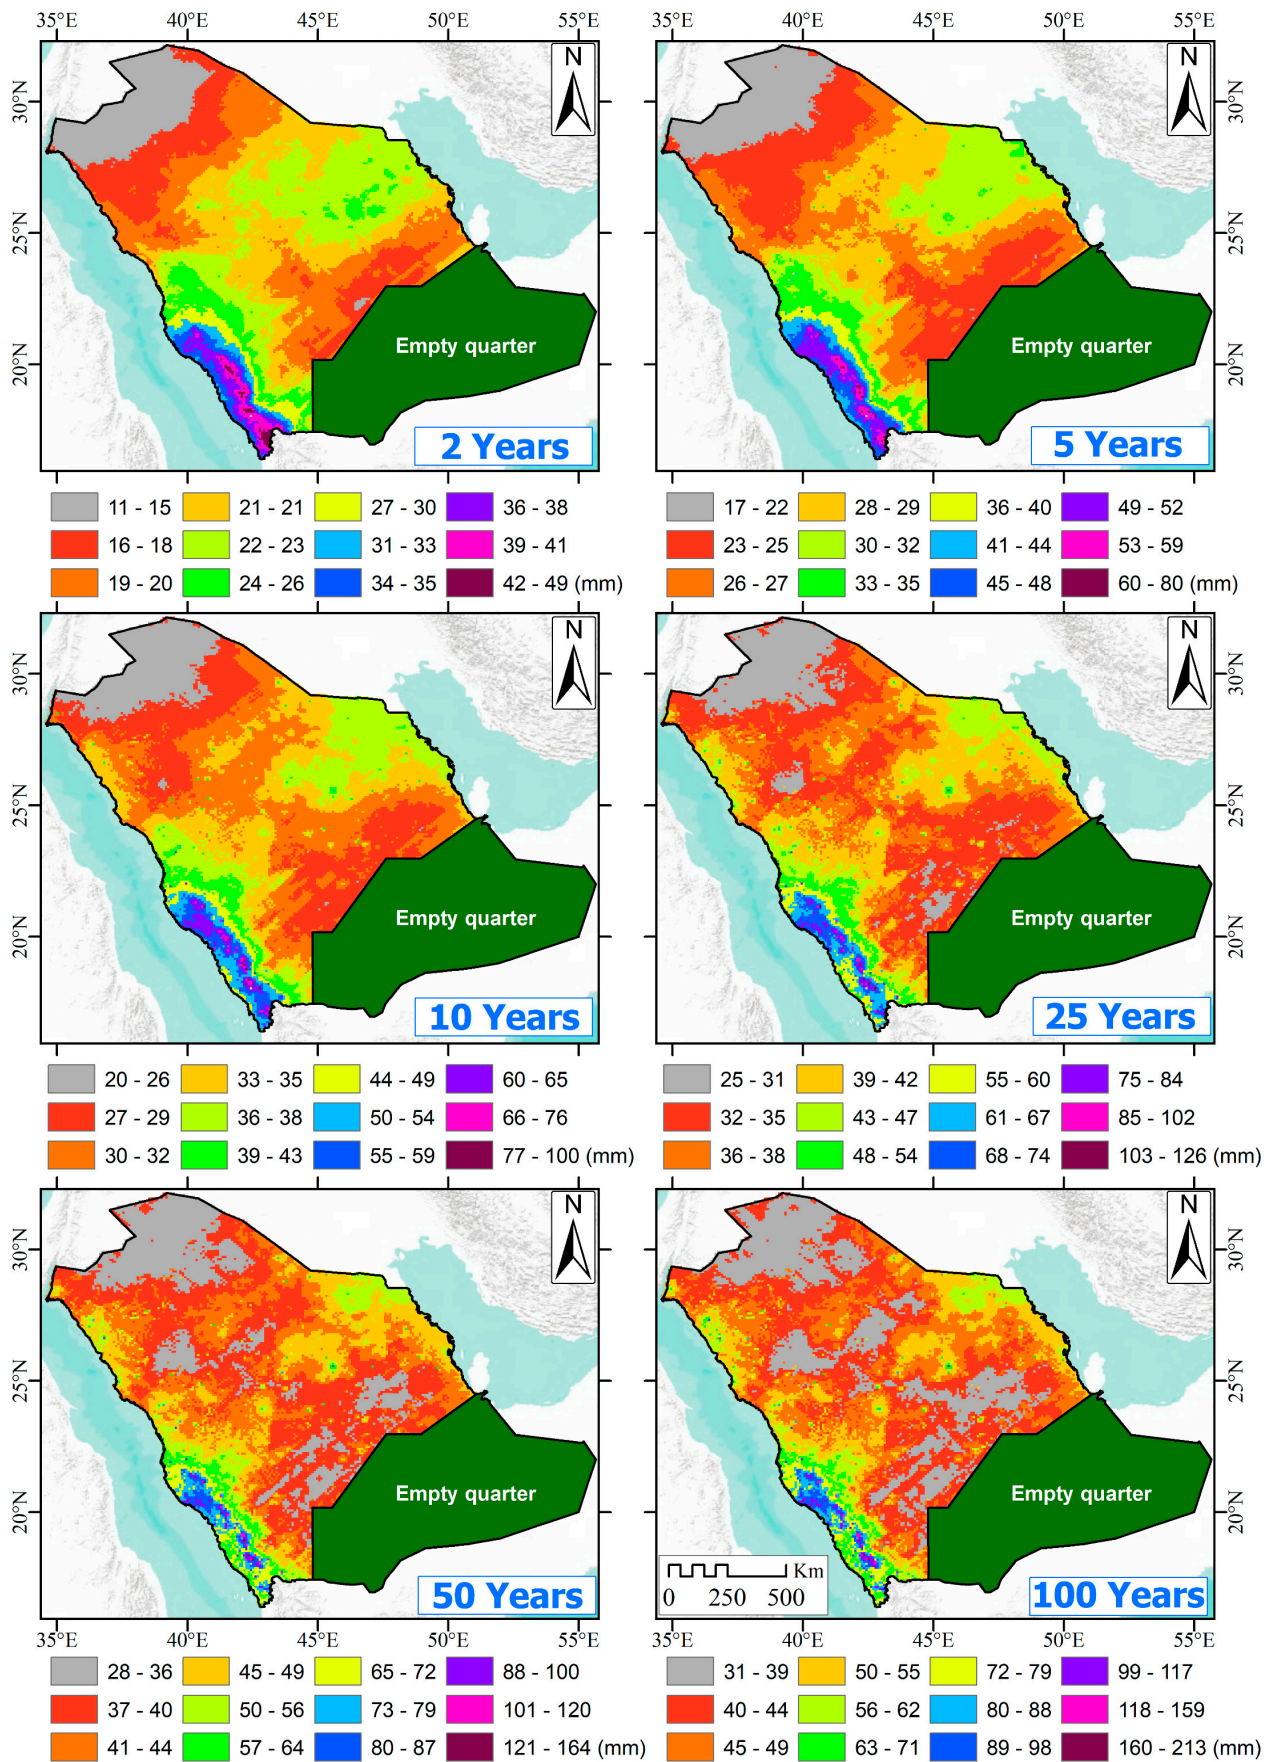 35°E 40°E 45°E 50°E 55°E 35°E 40°E 45°E 50°E 55°E
N N
30°N 30°N
25°N 25°N
20°N 20°N
Empty quarter Empty quarter
2 Years 5 Years
11 - 15 21 - 21 27 - 30 36 - 38 17 - 22 28 - 29 36 - 40 49 - 52
16 - 18 22 - 23 31 - 33 39 - 41 23 - 25 30 - 32 41 - 44 53 - 59
19 - 20 24 - 26 34 - 35 42 - 49 (mm) 26 - 27 33 - 35 45 - 48 60 - 80 (mm)
N N
30°N 30°N
25°N 25°N
20°N 20°N
Empty quarter Empty quarter
10 Years 25 Years
20 - 26 33 - 35 44 - 49 60 - 65 25 - 31 39 - 42 55 - 60 75 - 84
27 - 29 36 - 38 50 - 54 66 - 76 32 - 35 43 - 47 61 - 67 85 - 102
30 - 32 39 - 43 55 - 59 77 - 100 (mm) 36 - 38 48 - 54 68 - 74 103 - 126 (mm)
N N
30°N 30°N
25°N 25°N
20°N 20°N
Empty quarter Empty quarter
Km
0 250 500
50 Years 100 Years
35°E 40°E 45°E 50°E 55°E 35°E 40°E 45°E 50°E 55°E
28 - 36 45 - 49 65 - 72 88 - 100 31 - 39 50 - 55 72 - 79 99 - 117
37 - 40 50 - 56 73 - 79 101 - 120 40 - 44 56 - 62 80 - 88 118 - 159
41 - 44 57 - 64 80 - 87 121 - 164 (mm) 45 - 49 63 - 71 89 - 98 160 - 213 (mm)